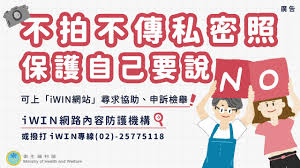 廣告
不拍不傳私密照
保護自己要說
NO
可上「iWIN網站」尋求協助、申訴檢舉!
iWIN網路內容防護機構
或撥打 iWIN專線(02)-25775118
衛生福利部
Ministry of Health and Welfare